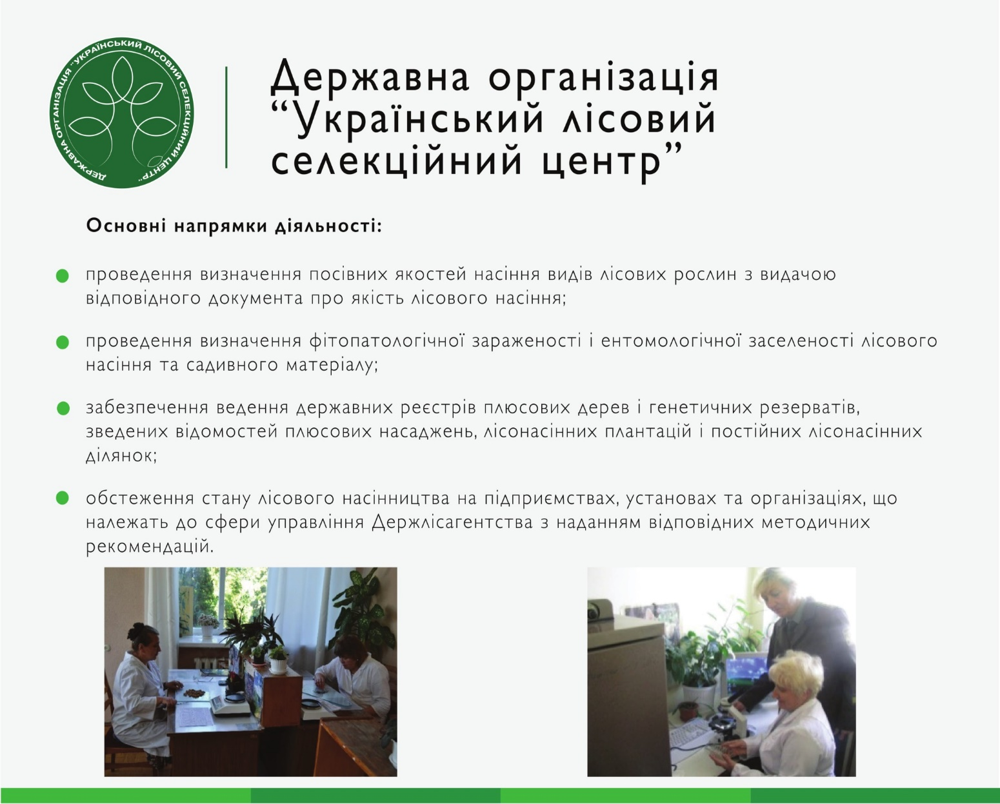 ДЕРЖАВНА ОРГАНІЗАЦІЯ "УКРАЇНСЬКИЙ ЛІСОВИЙ СЕЛЕКЦІЙНИЙ ЦЕНТР"
Державна організація
“Український лісовий
селекційний центр”
Основні напрямки діяльності:
проведення визначення посівних якостей насіння видів лісових рослин з видачою
відповідного документа про якість лісового насіння;
проведення визначення фітопатологічної зараженості і ентомологічної заселеності лісового
насіння та садивного матеріалу;
забезпечення ведення державних реєстрів плюсових дерев і генетичних резерватів,
зведених відомостей плюсових насаджень, лісонасінних плантацій і постійних лісонасінних
ділянок;
обстеження стану лісового насінництва на підприємствах, установах та організаціях, що
належать до сфери управління Держлісагентства з наданням відповідних методичних
рекомендацій.